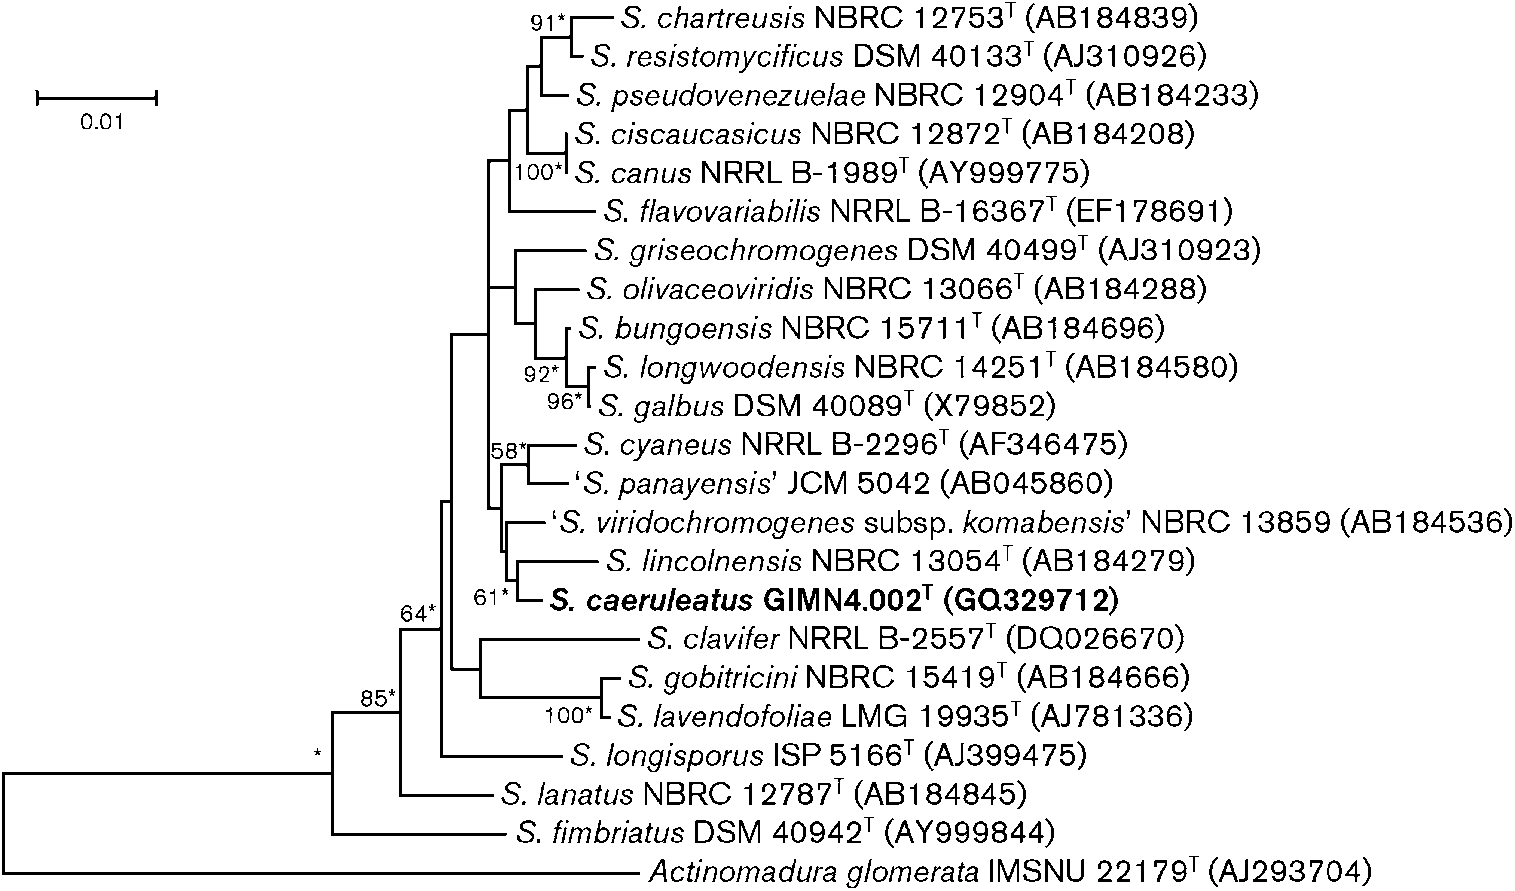 91*
S. chartreusis NBRC 12753T (AB184839)
S. resistomycificus DSM 40133T (AJ310926)
S. pseudovenezuelae NBRC 12904T (AB184233)
0.01
S. ciscaucasicus NBRC 12872T (AB184208)
100*
S. canus NRRL B-1989T (AY999775)
S. flavovariabilis NRRL B-16367T (EF178691)
S. griseochromogenes DSM 40499T (AJ310923)
S. olivaceoviridis NBRC 13066T (AB184288)
S. bungoensis NBRC 15711T (AB184696)
92*
S. longwoodensis NBRC 14251T (AB184580)
96*
S. galbus DSM 40089T (X79852)
58*
S. cyaneus NRRL B-2296T (AF346475)
‘S. panayensis’ JCM 5042 (AB045860)
‘S. viridochromogenes subsp. komabensis’ NBRC 13859 (AB184536)
S. lincolnensis NBRC 13054T (AB184279)
61*
S. caeruleatus GIMN4.002T (GQ329712)
64*
S. clavifer NRRL B-2557T (DQ026670)
S. gobitricini NBRC 15419T (AB184666)
85*
100*
S. lavendofoliae LMG 19935T (AJ781336)
*
S. longisporus ISP 5166T (AJ399475)
S. lanatus NBRC 12787T (AB184845)
S. fimbriatus DSM 40942T (AY999844)
Actinomadura glomerata IMSNU 22179T (AJ293704)